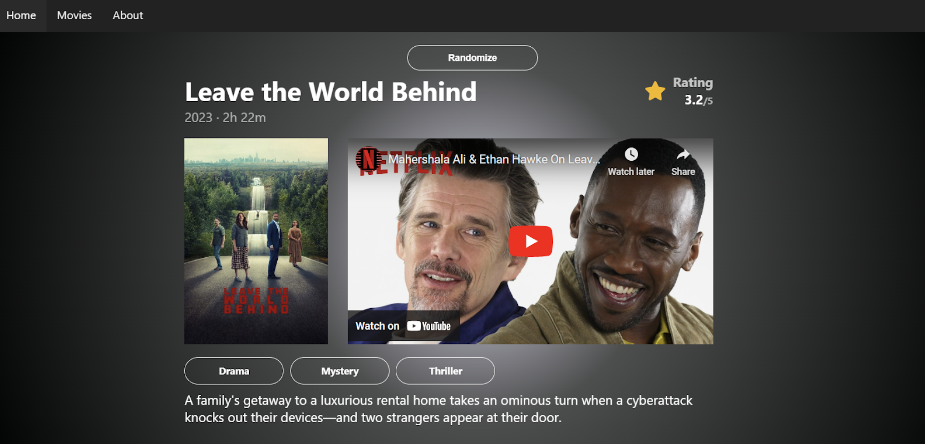 Home Movies About
Randomize
Leave the World Behind
Rating
3.2/5
2023 · 2h 22m
NETFLIX
Mahershala Ali & Ethan Hawke On Leav...
Watch later
Share
LEAVE THE
WORLD
BEHIND
Watch on YouTube
Drama Mystery Thriller
A family's getaway to a luxurious rental home takes an ominous turn when a cyberattack
knocks out their devices—and two strangers appear at their door.